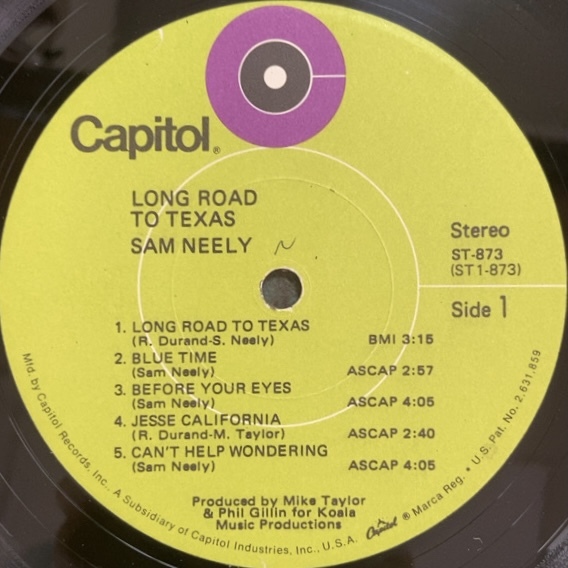 Capitol®
LONG ROAD
TO TEXAS
SAM NEELY
Stereo
ST-873
(ST1-873)
Side 1
1. LONG ROAD TO TEXAS
(R. Durand-S. Neely) BMI 3:15
2. BLUE TIME
(Sam Neely) ASCAP 2:57
3. BEFORE YOUR EYES
(Sam Neely) ASCAP 4:05
4. JESSE CALIFORNIA
(R. Durand-M. Taylor) ASCAP 2:40
5. CAN'T HELP WONDERING
(Sam Neely) ASCAP 4:05
Produced by Mike Taylor
& Phil Gillin for Koala
Music Productions
Mfd. by Capitol Records, Inc., A Subsidiary of Capitol Industries, Inc., U.S.A. Capitol ® Marca Reg. • U.S. Pat. No. 2,631,859